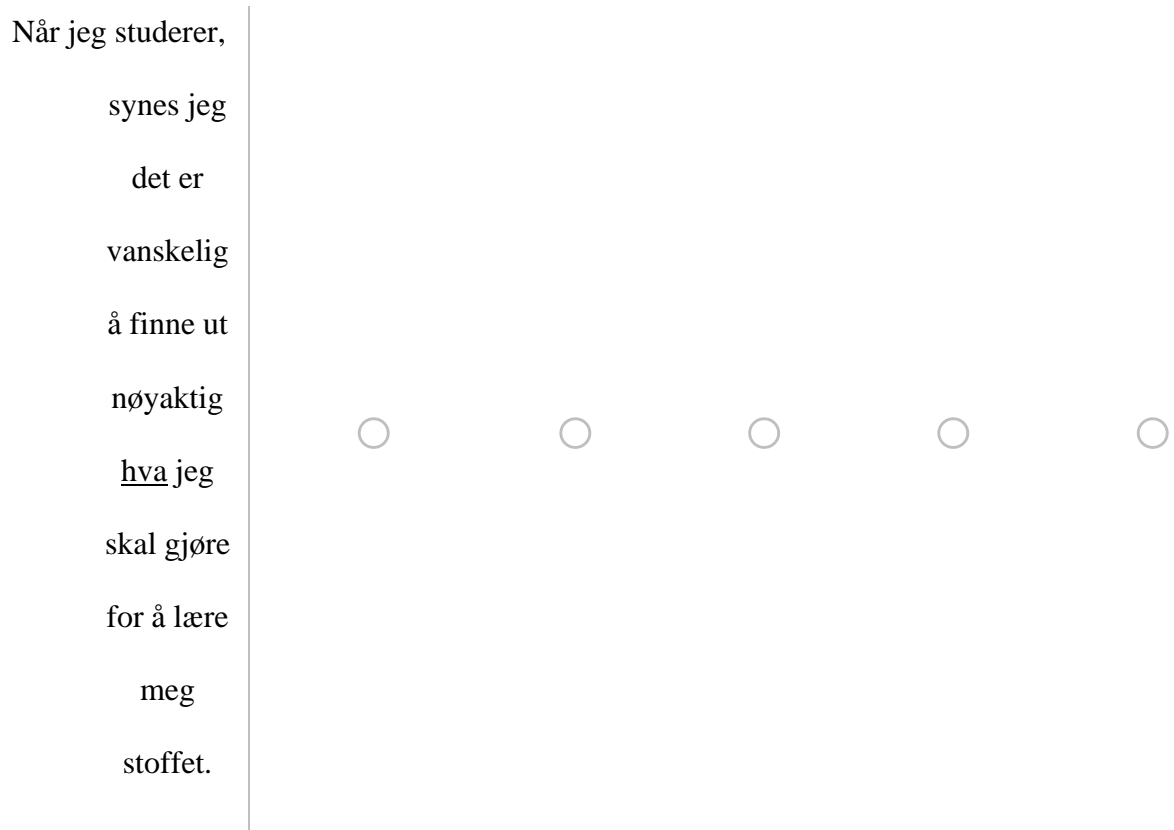 Når jeg studerer,
synes jeg
det er
vanskelig
å finne ut
nøyaktig
hva jeg
skal gjøre
for å lære
meg
stoffet.